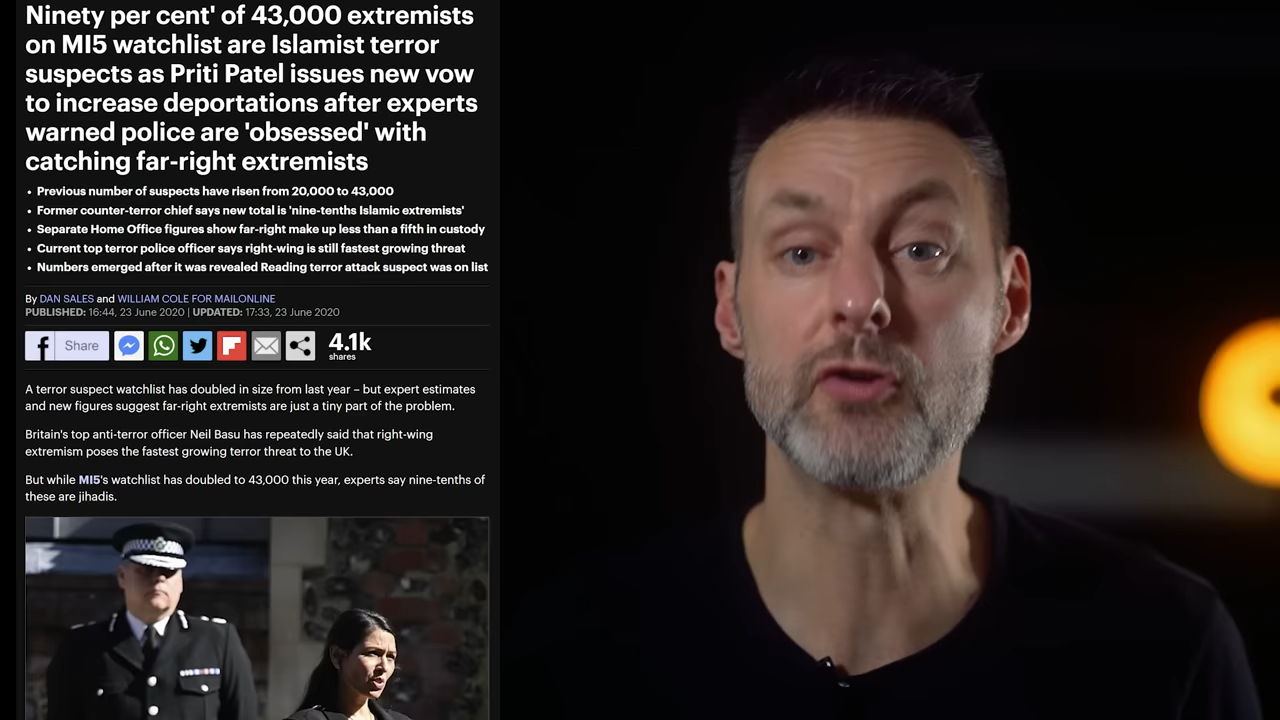 Ninety per cent' of 43,000 extremists
on MI5 watchlist are Islamist terror
suspects as Priti Patel issues new vow
to increase deportations after experts
warned police are 'obsessed' with
catching far-right extremists
• Previous number of suspects have risen from 20,000 to 43,000
• Former counter-terror chief says new total is 'nine-tenths Islamic extremists'
• Separate Home Office figures show far-right make up less than a fifth in custody
• Current top terror police officer says right-wing is still fastest growing threat
• Numbers emerged after it was revealed Reading terror attack suspect was on list
By DAN SALES and WILLIAM COLE FOR MAILONLINE
PUBLISHED: 16:44, 23 June 2020 | UPDATED: 17:33, 23 June 2020
Share
4.1k
shares
A terror suspect watchlist has doubled in size from last year – but expert estimates
and new figures suggest far-right extremists are just a tiny part of the problem.
Britain's top anti-terror officer Neil Basu has repeatedly said that right-wing
extremism poses the fastest growing terror threat to the UK.
But while MI5's watchlist has doubled to 43,000 this year, experts say nine-tenths of
these are jihadis.